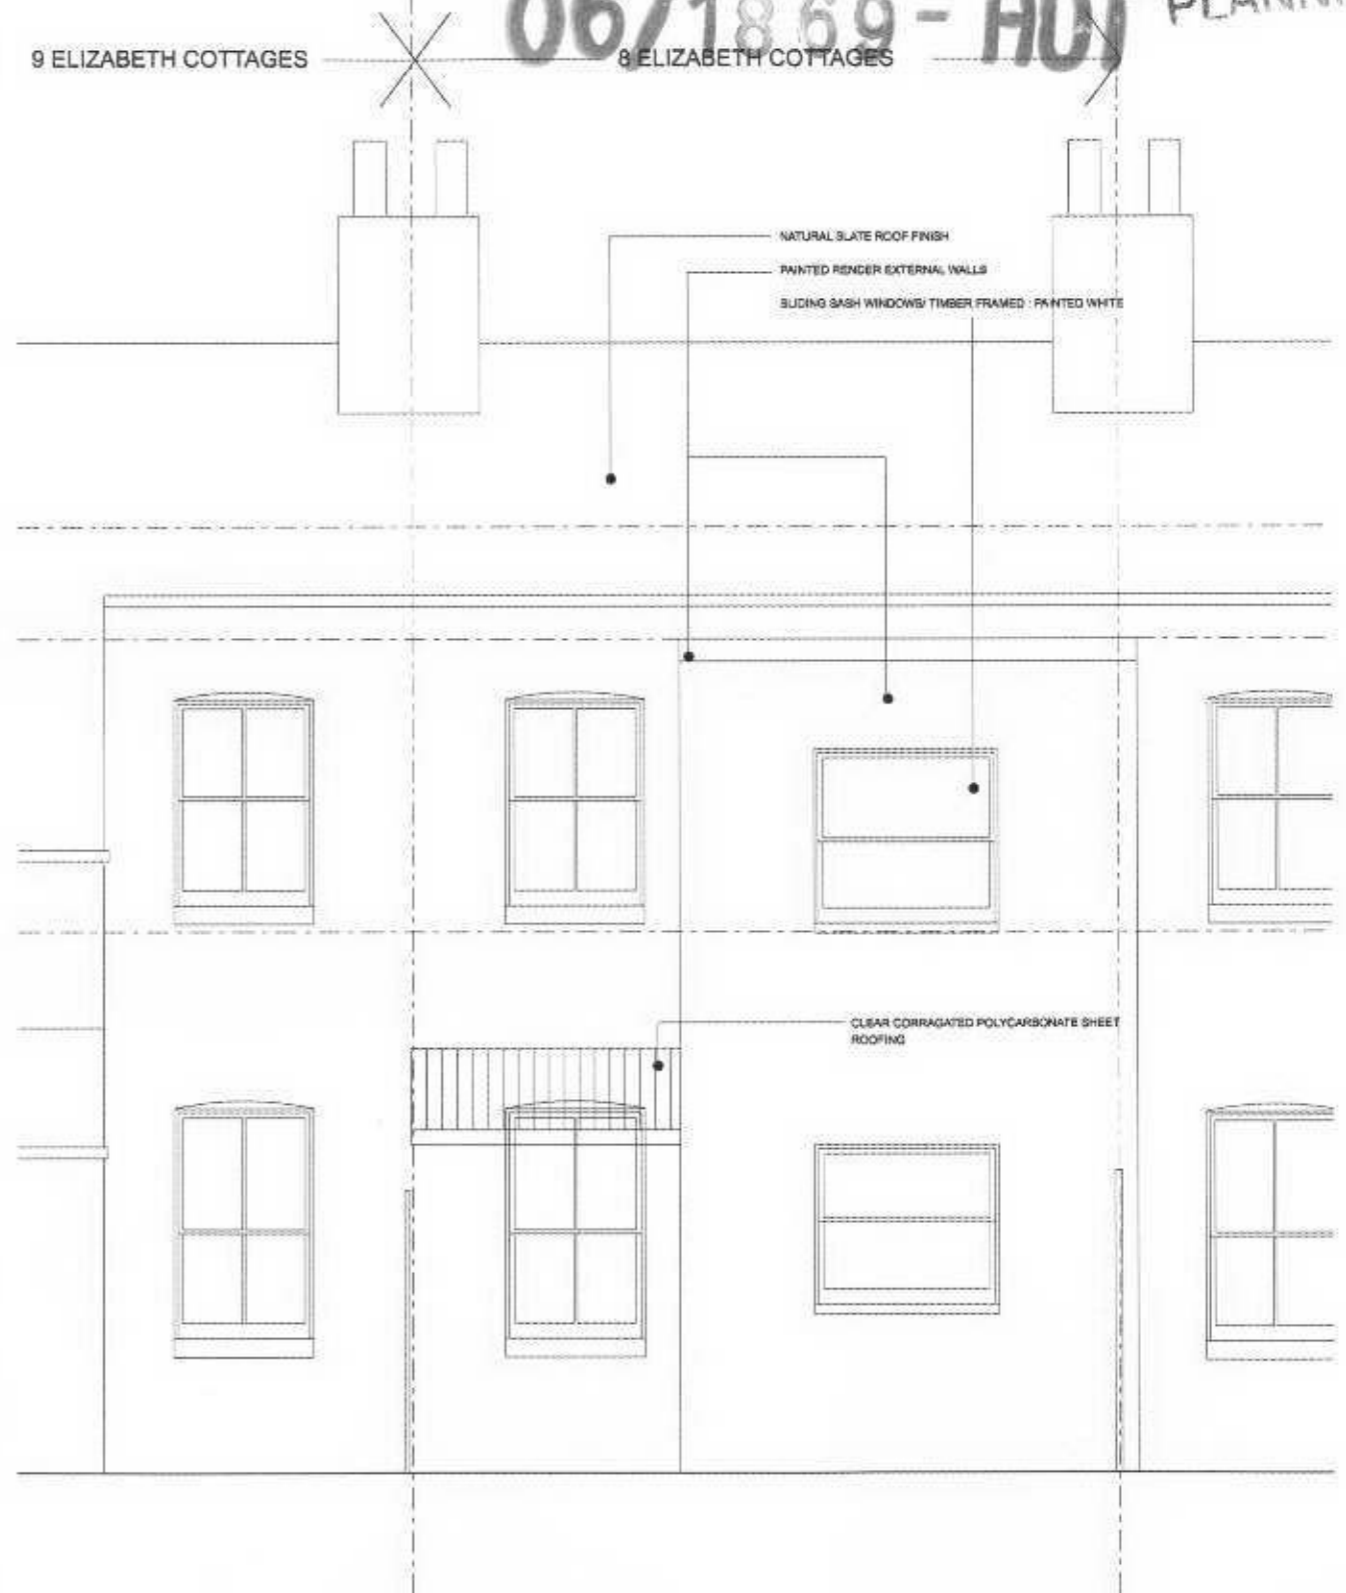 06/1869-HOT PLANN
9 ELIZABETH COTTAGES 8 ELIZABETH COTTAGES
NATURAL SLATE ROOF FINISH
PAINTED RENDER EXTERNAL WALLS
SLIDING SASH WINDOWS/ TIMBER FRAMED : PAINTED WHITE
CLEAR CORRAGATED POLYCARBONATE SHEET
ROOFING